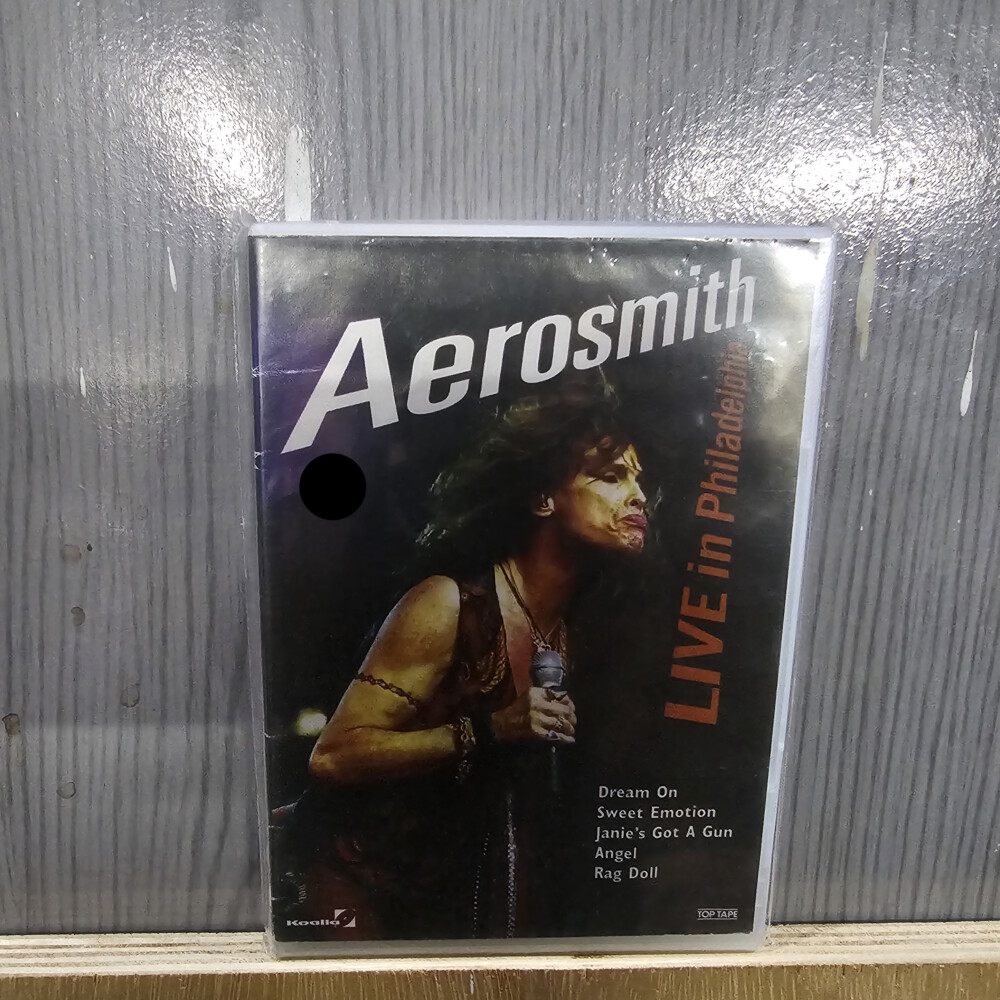 Aerosmith
LIVE in Philadelphia
Dream On
Sweet Emotion
Janie's Got A Gun
Angel
Rag Doll
TOP TAPE